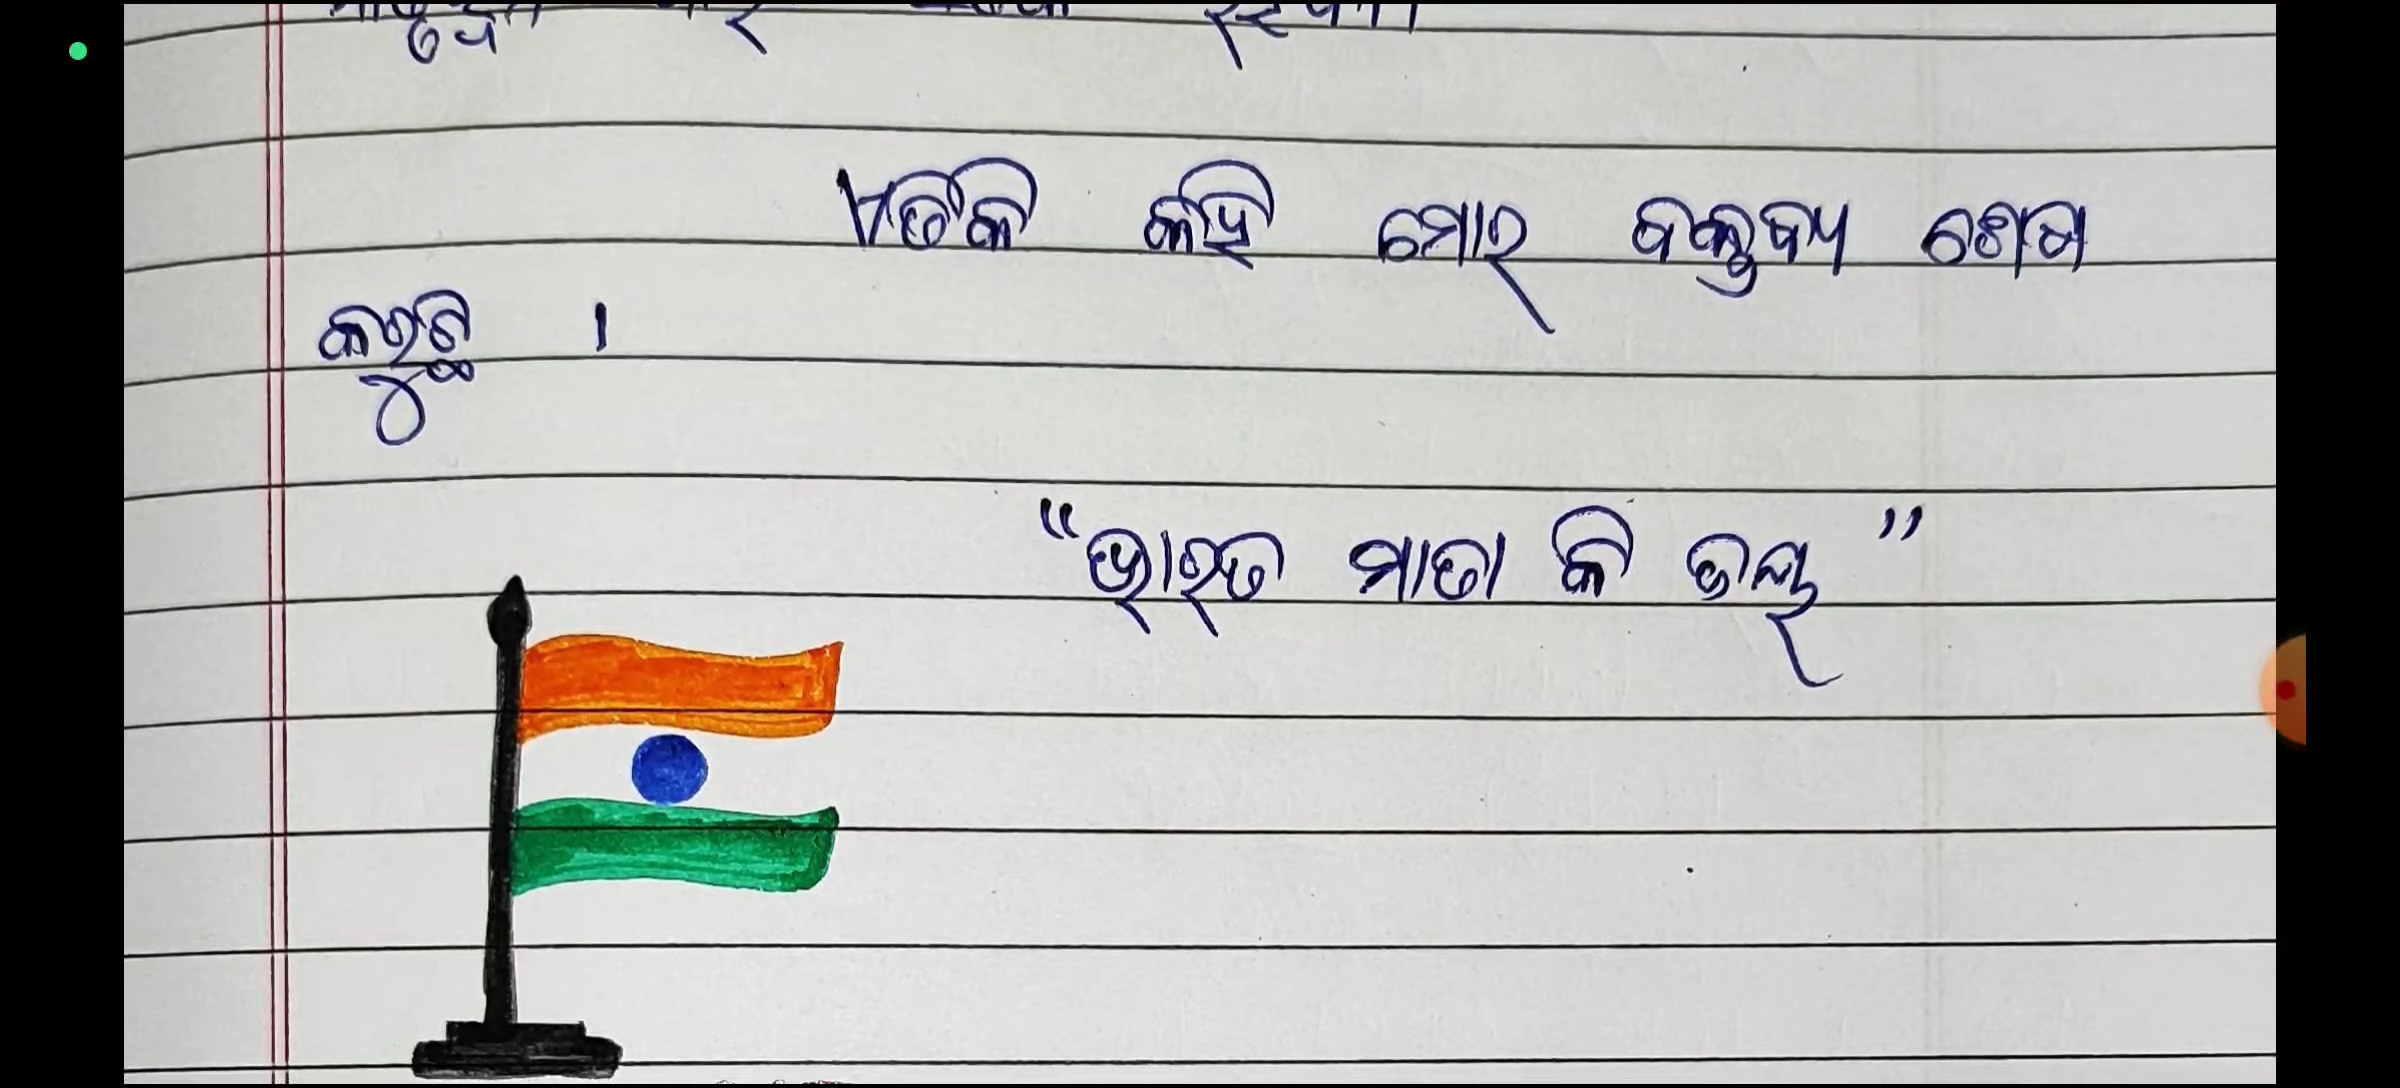 ଏତିକି କହି ମୋର ବକ୍ତବ୍ୟ ଶେଷ
କରୁଛି ।
“ଭାରତ ମାତା କି ଜୟ”